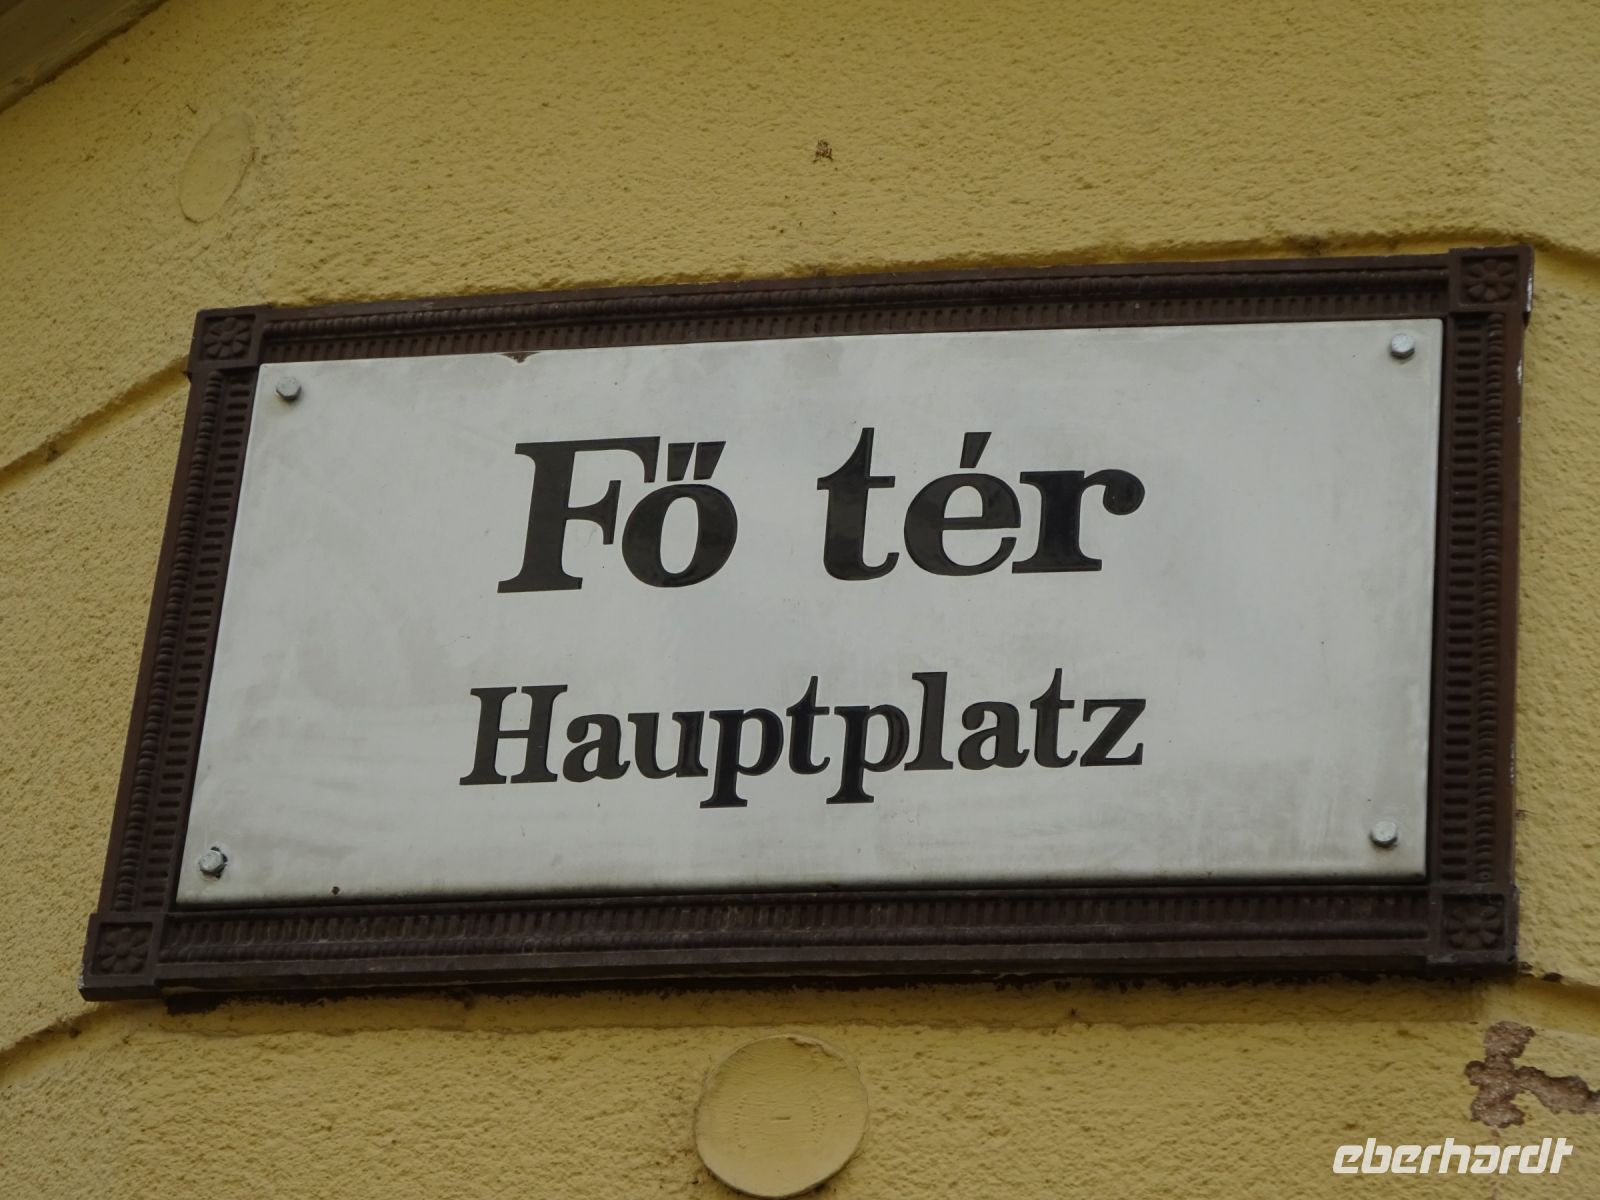 Fő tér
Hauptplatz
eberhardt